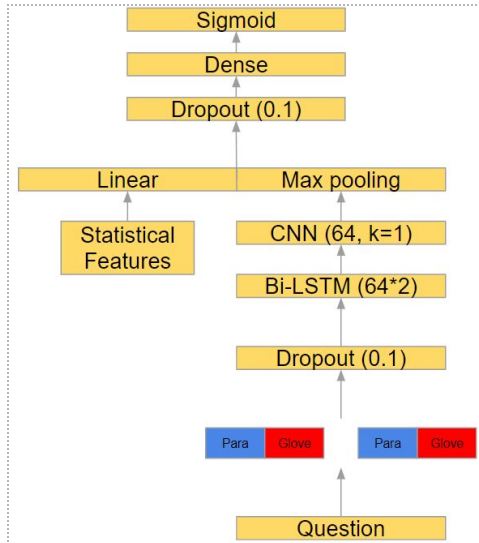 Sigmoid
Dense
Dropout (0.1)
Linear
Max pooling
Statistical
Features
CNN (64, k=1)
Bi-LSTM (64*2)
Dropout (0.1)
Para
Glove
Para
Glove
Question